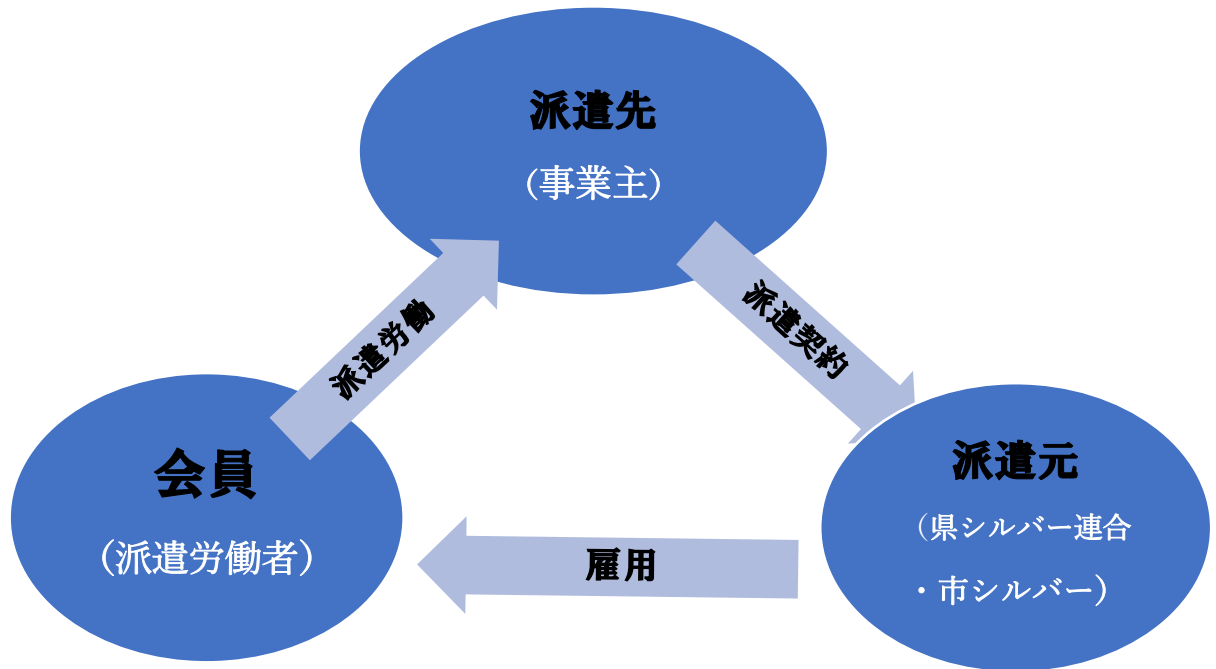 派遣先
（事業主）
派遣労働
派遣契約
会員
（派遣労働者）
派遣元
（県シルバー連合
・市シルバー）
雇用